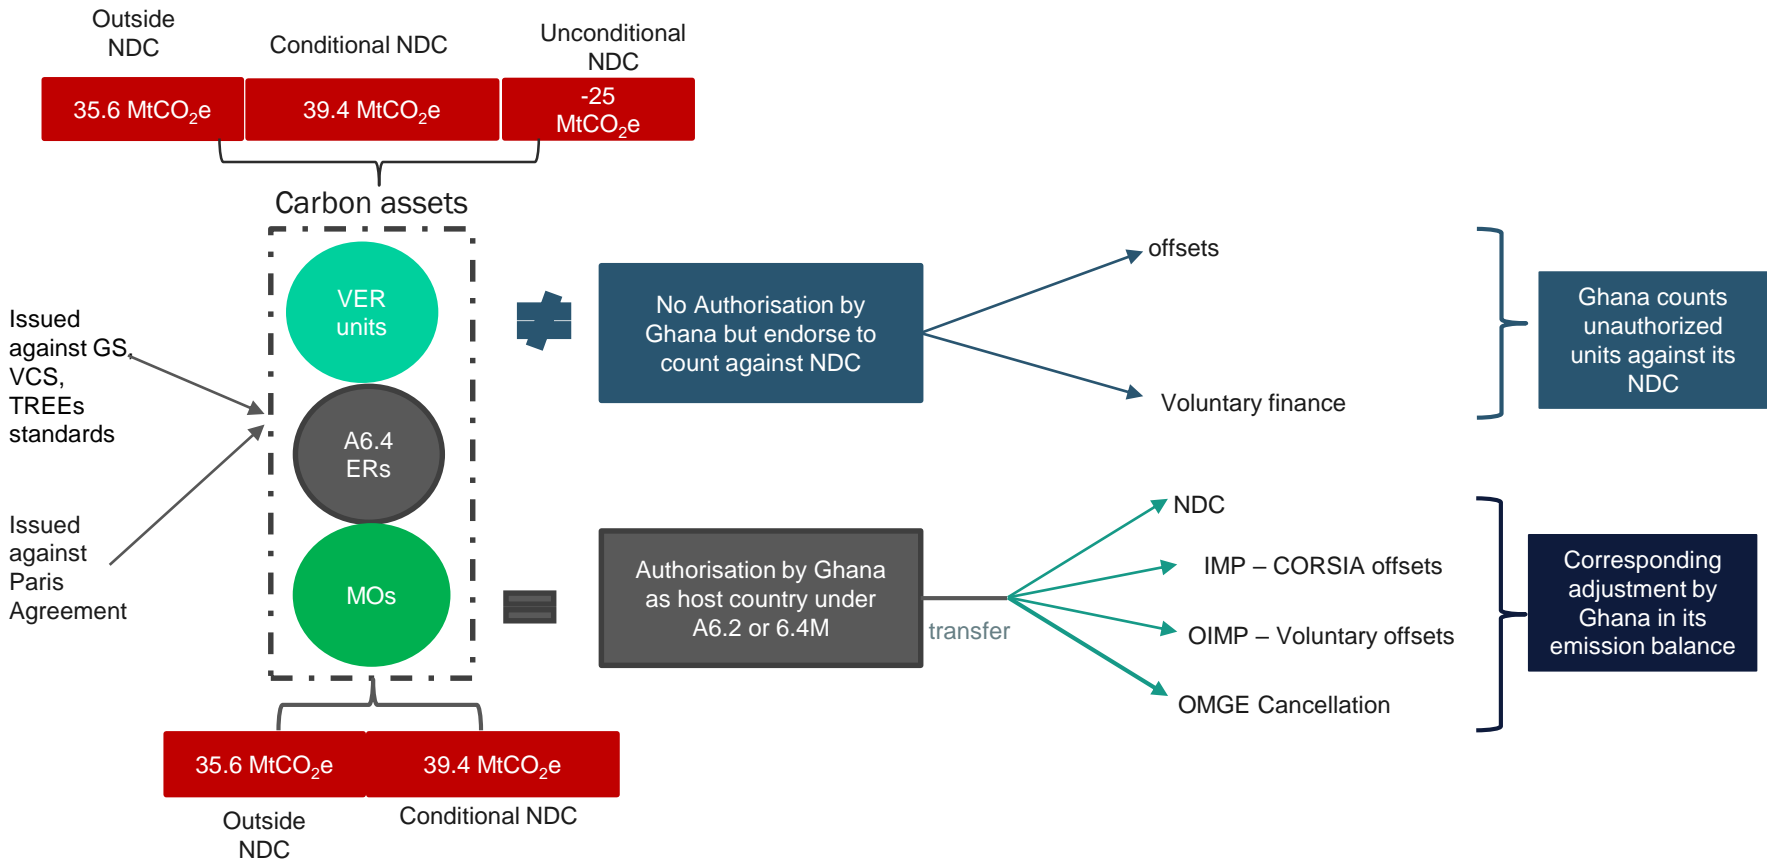 Outside
NDC
Conditional NDC
Unconditional
NDC
35.6 MtCO₂e
39.4 MtCO₂e
-25
MtCO₂e
Carbon assets
VER
units
A6.4
ERs
MOs
Issued
against GS,
VCS,
TREEs
standards
Issued
against
Paris
Agreement
No Authorisation by
Ghana but endorse to
count against NDC
offsets
Voluntary finance
Ghana counts
unauthorized
units against its
NDC
Authorisation by Ghana
as host country under
A6.2 or 6.4M
transfer
NDC
IMP – CORSIA offsets
OIMP – Voluntary offsets
OMGE Cancellation
Corresponding
adjustment by
Ghana in its
emission balance
35.6 MtCO₂e
39.4 MtCO₂e
Outside
NDC
Conditional NDC